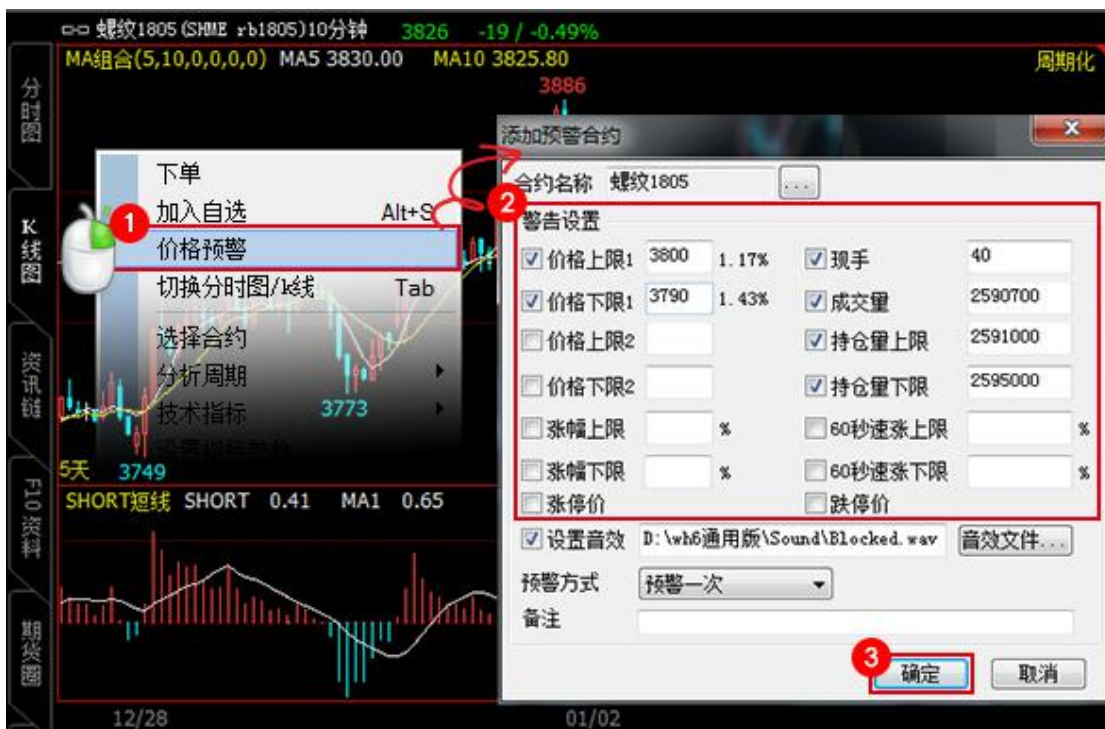 螺纹1805(SHME rb1805)10分钟 3826 -19 / -0.49%
MA组合(5,10,0,0,0,0) MA5 3830.00 MA10 3825.80 周期化
3886
分时图
K线图
资讯链
F10资料
期货圈
下单
加入自选 Alt+S
1
价格预警
切换分时图/k线 Tab
选择合约
分析周期
技术指标
3773
5天 3749
SHORT短线 SHORT 0.41 MA1 0.65
12/28 01/02
添加预警合约
合约名称 螺纹1805 ...
2
警告设置
价格上限1 3800 1.17% 现手 40
价格下限1 3790 1.43% 成交量 2590700
价格上限2 持仓量上限 2591000
价格下限2 持仓量下限 2595000
涨幅上限 % 60秒速涨上限 %
涨幅下限 % 60秒速涨下限 %
涨停价 跌停价
设置音效 D:\wh6通用版\Sound\Blocked.wav 音效文件...
预警方式 预警一次
备注
3
确定 取消